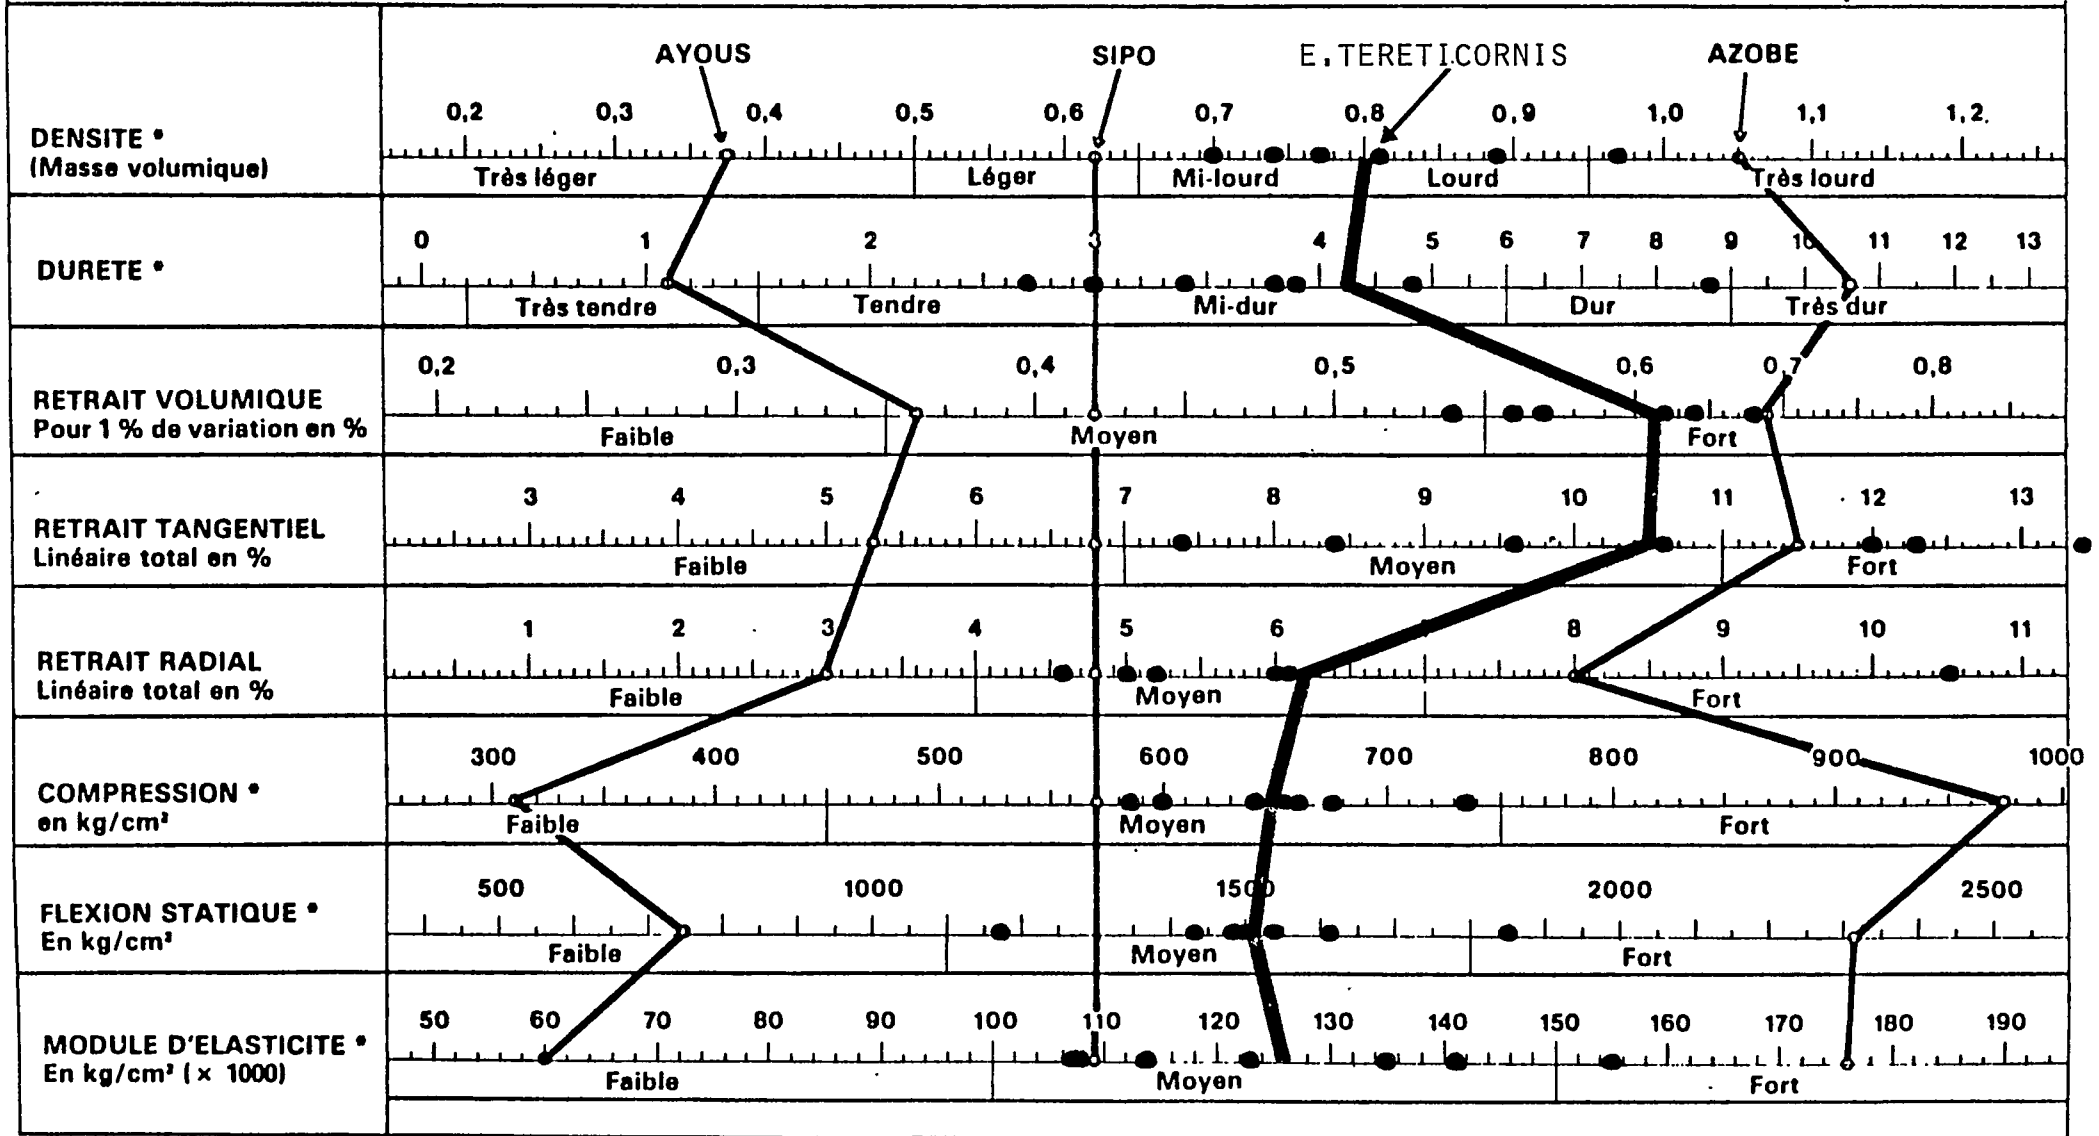 AYOUS SIPO E.TERETICORNIS AZOBE
0,2 0,3 0,4 0,5 0,6 0,7 0,8 0,9 1,0 1,1 1,2
DENSITE *
(Masse volumique)
Très léger Léger Mi-lourd Lourd Très lourd
0 1 2 3 4 5 6 7 8 9 10 11 12 13
DURETE *
Très tendre Tendre Mi-dur Dur Très dur
0,2 0,3 0,4 0,5 0,6 0,7 0,8
RETRAIT VOLUMIQUE
Pour 1 % de variation en %
Faible Moyen Fort
3 4 5 6 7 8 9 10 11 12 13
RETRAIT TANGENTIEL
Linéaire total en %
Faible Moyen Fort
1 2 3 4 5 6 8 9 10 11
RETRAIT RADIAL
Linéaire total en %
Faible Moyen Fort
300 400 500 600 700 800 900 1000
COMPRESSION *
en kg/cm²
Faible Moyen Fort
500 1000 1500 2000 2500
FLEXION STATIQUE *
En kg/cm²
Faible Moyen Fort
50 60 70 80 90 100 110 120 130 140 150 160 170 180 190
MODULE D'ELASTICITE *
En kg/cm² (x 1000)
Faible Moyen Fort